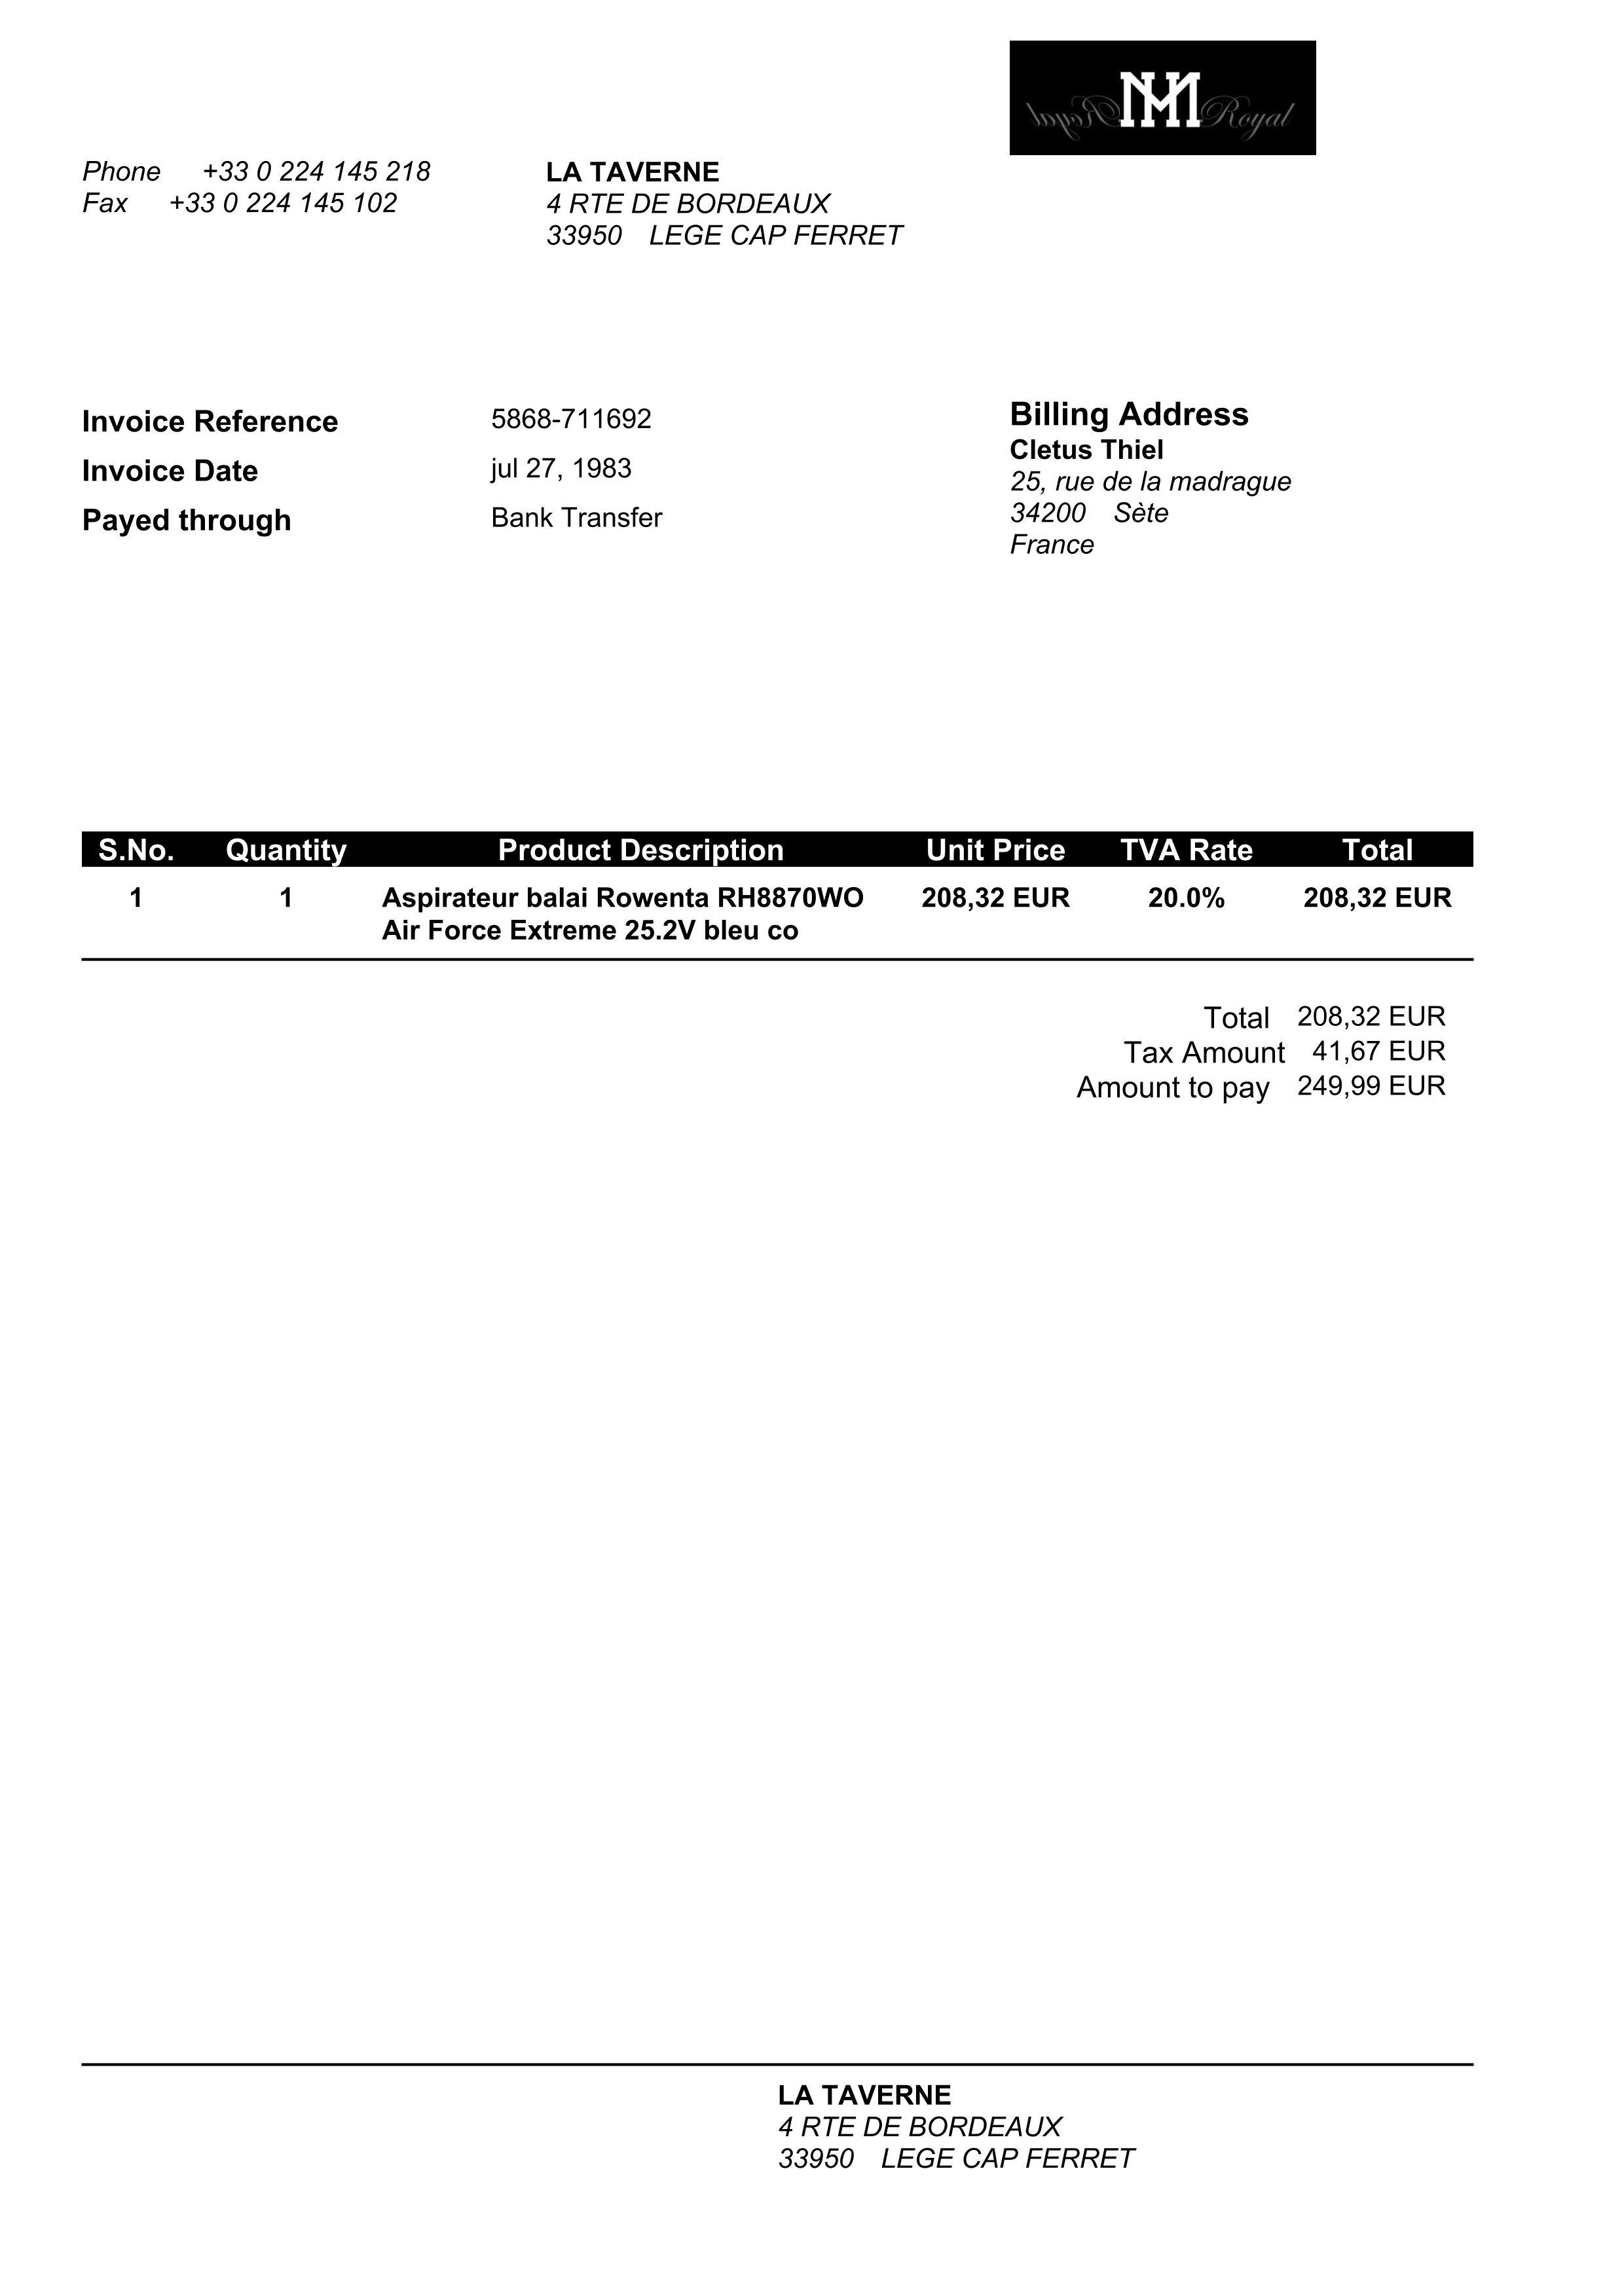 MH Royal
Phone +33 0 224 145 218
Fax +33 0 224 145 102
LA TAVERNE
4 RTE DE BORDEAUX
33950 LEGE CAP FERRET
Invoice Reference 5868-711692
Invoice Date jul 27, 1983
Payed through Bank Transfer
Billing Address
Cletus Thiel
25, rue de la madrague
34200 Sète
France
S.No. Quantity Product Description Unit Price TVA Rate Total
1 1 Aspirateur balai Rowenta RH8870WO 208,32 EUR 20.0% 208,32 EUR
Air Force Extreme 25.2V bleu co
Total 208,32 EUR
Tax Amount 41,67 EUR
Amount to pay 249,99 EUR
LA TAVERNE
4 RTE DE BORDEAUX
33950 LEGE CAP FERRET